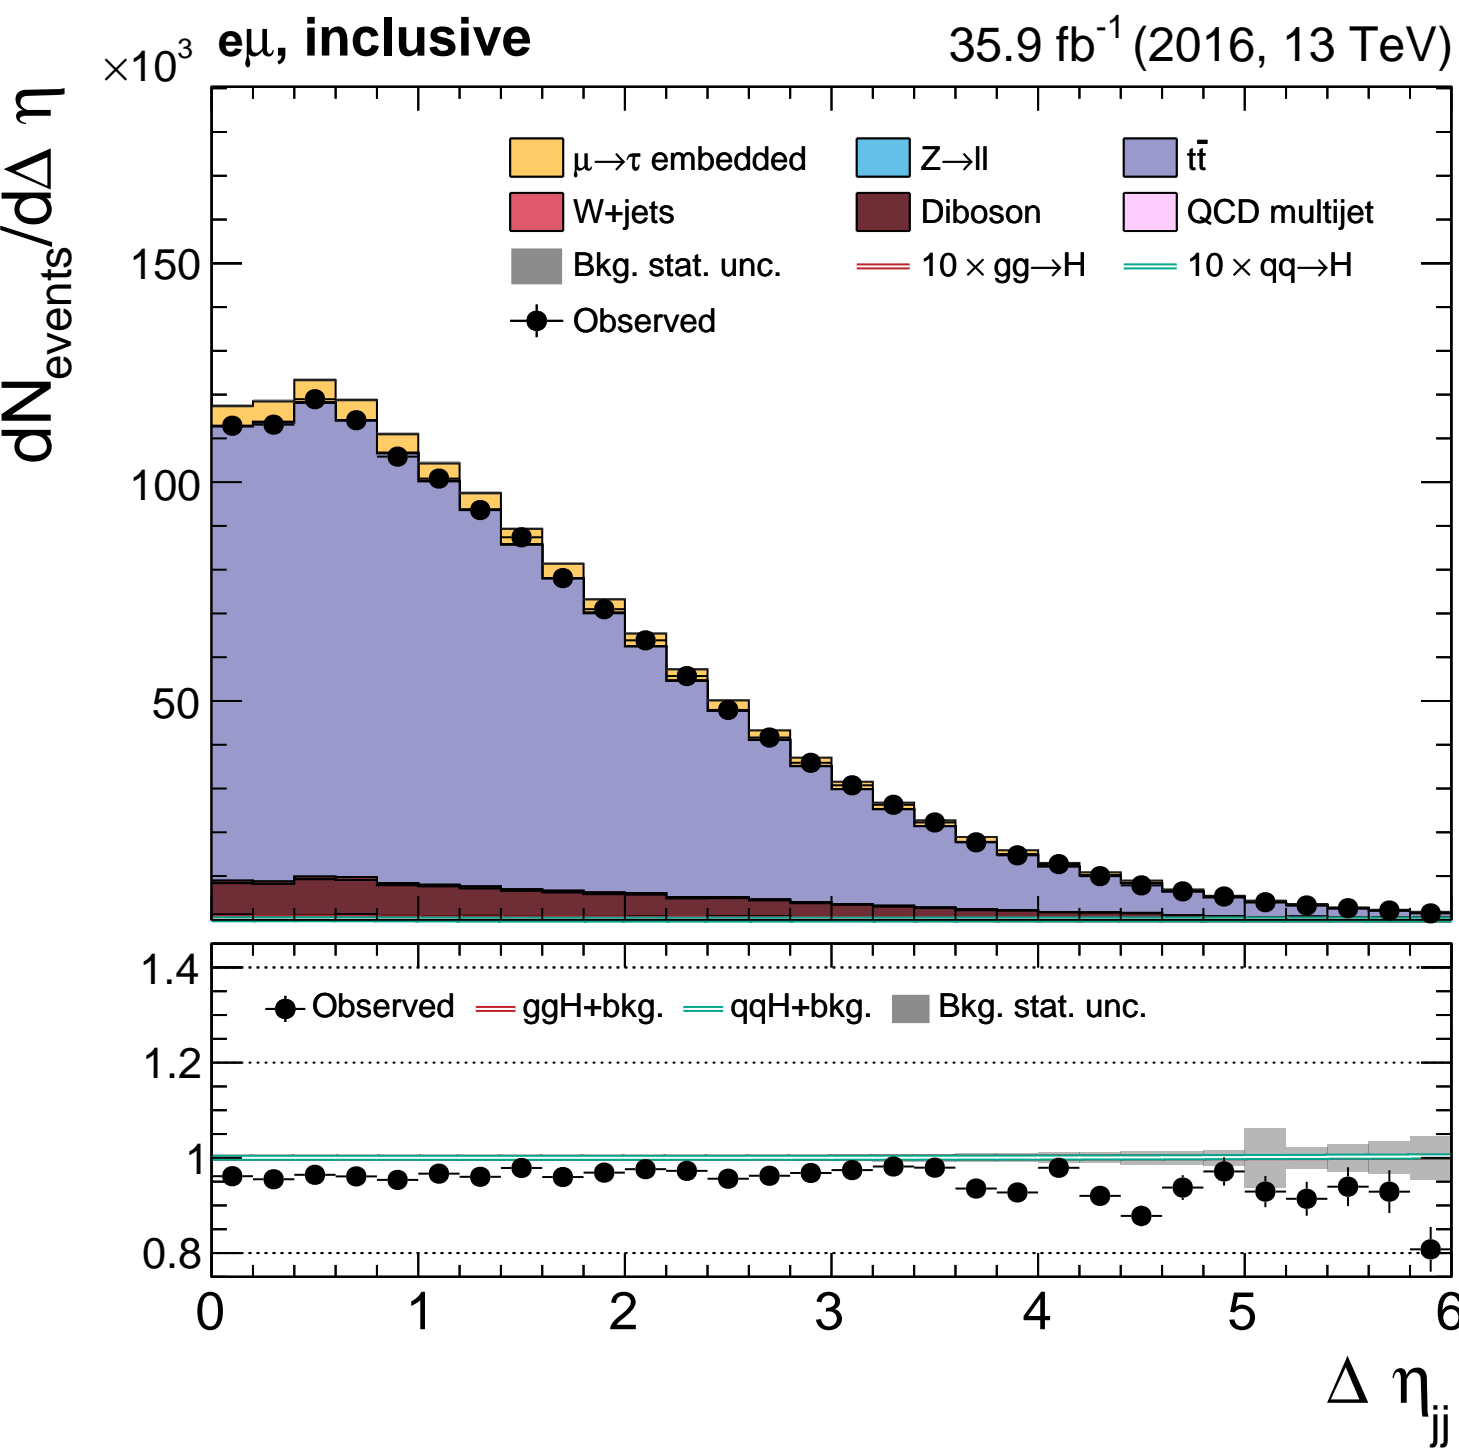 ×10³ eμ, inclusive 35.9 fb⁻¹ (2016, 13 TeV)
dN_events/dΔ η
μ→τ embedded Z→ll tt̄
W+jets Diboson QCD multijet
Bkg. stat. unc. 10 × gg→H 10 × qq→H
Observed
150
100
50
1.4
Observed ggH+bkg. qqH+bkg. Bkg. stat. unc.
1.2
1
0.8
0 1 2 3 4 5 6
Δ η_jj